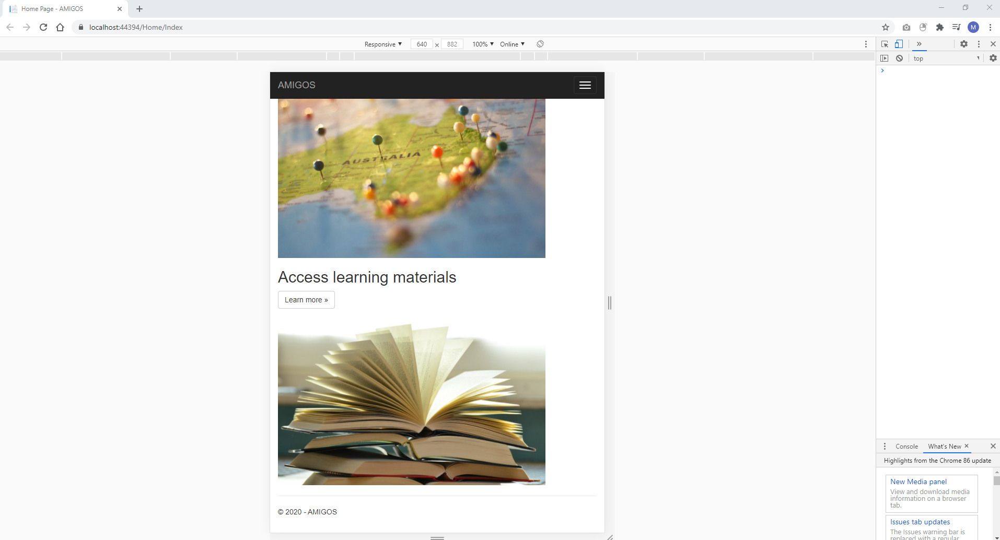 Home Page - AMIGOS
localhost:44394/Home/Index
M
Responsive ▼ 640 × 882 100% ▼ Online ▼
top
AMIGOS
AUSTRALIA
Access learning materials
Learn more »
© 2020 - AMIGOS
Console What's New
Highlights from the Chrome 86 update
New Media panel
View and download media
information on a browser
tab.
Issues tab updates
The Issues warning bar is
replaced with a regular